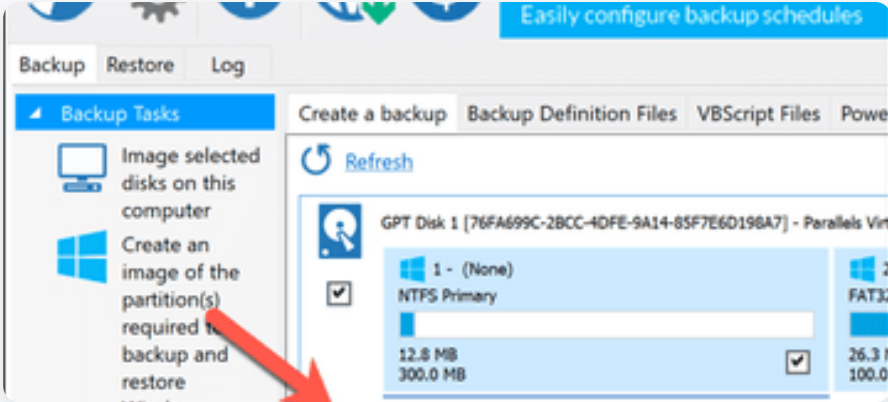 Easily configure backup schedules
Backup Restore Log
Backup Tasks
Image selected
disks on this
computer
Create an
image of the
partition(s)
required
backup and
restore
Create a backup Backup Definition Files VBScript Files
Refresh
GPT Disk 1 [76FA699C-2BCC-4DFE-9A14-85F7E6D198A7] - Parallels
1 - (None)
NTFS Primary
12.8 MB
300.0 MB
2
FAT32
26.3
100.0